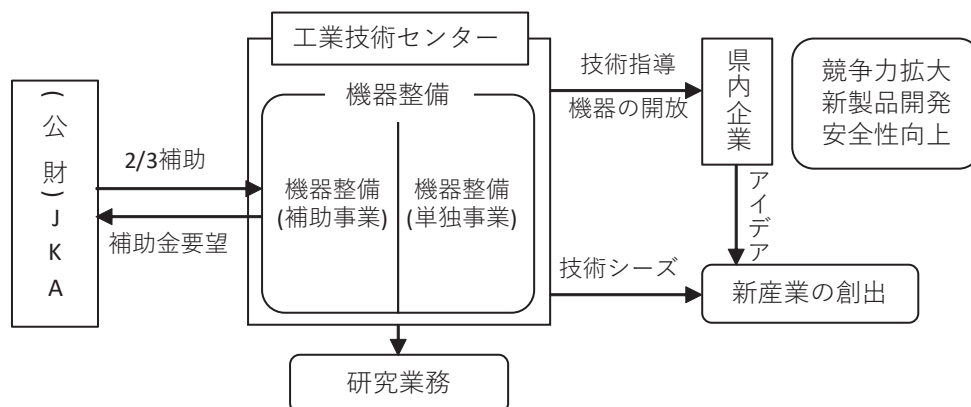 工業技術センター
(公財)JKA
2/3補助
補助金要望
機器整備
機器整備
(補助事業)
機器整備
(単独事業)
技術指導
機器の開放
県内企業
競争力拡大
新製品開発
安全性向上
アイデア
技術シーズ
新産業の創出
研究業務